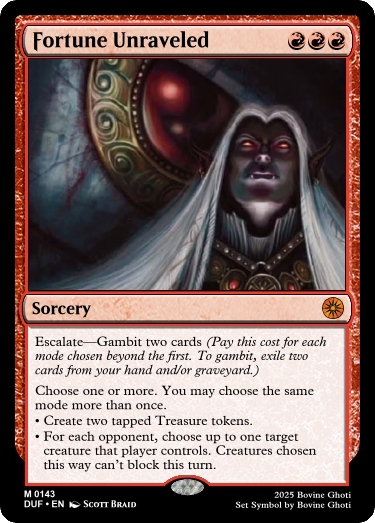 Fortune Unraveled
Sorcery
Escalate—Gambit two cards (Pay this cost for each
mode chosen beyond the first. To gambit, exile two
cards from your hand and/or graveyard.)
Choose one or more. You may choose the same
mode more than once.
• Create two tapped Treasure tokens.
• For each opponent, choose up to one target
creature that player controls. Creatures chosen
this way can't block this turn.
M 0143
DUF • EN Scott Braid
2025 Bovine Ghoti
Set Symbol by Bovine Ghoti